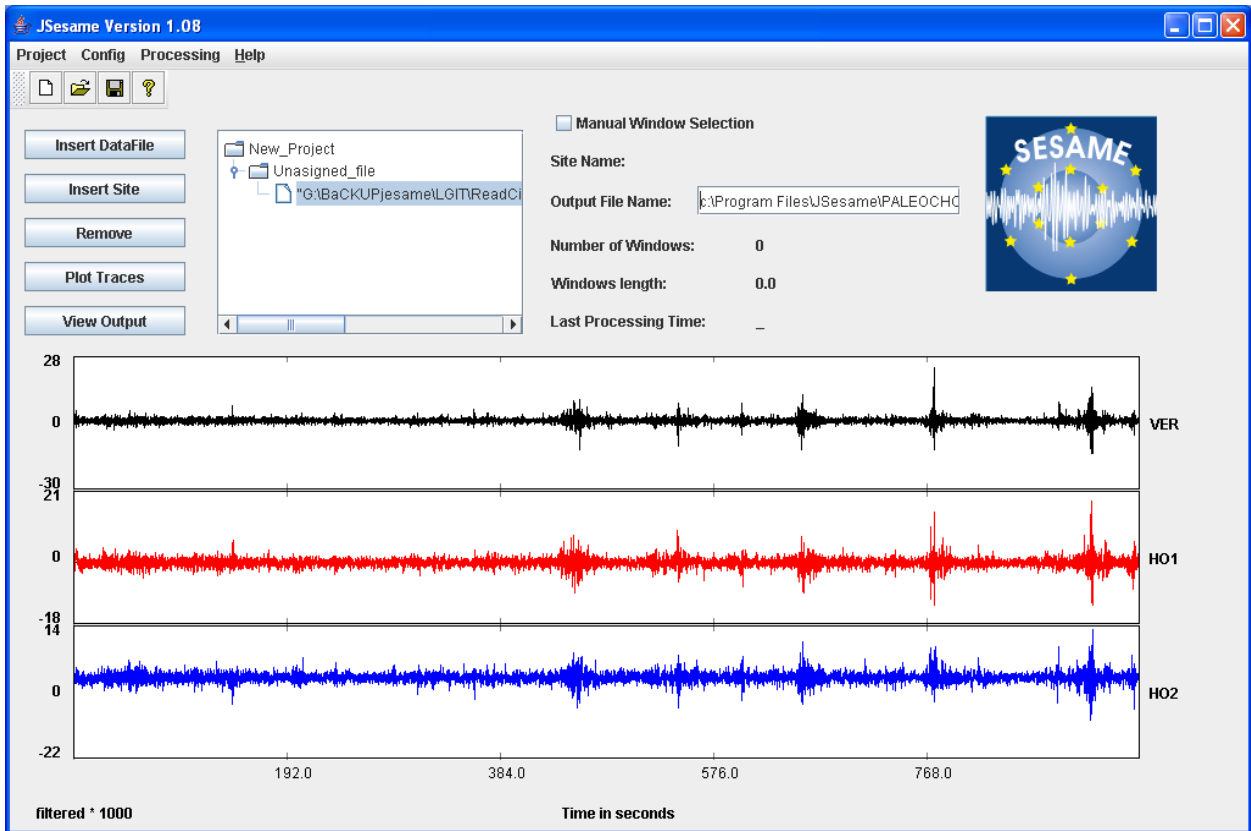 JSesame Version 1.08
Project Config Processing Help
Insert DataFile
Insert Site
Remove
Plot Traces
View Output
New_Project
Unasigned_file
"G:\BaCKUPjesame\LGIT\ReadCi
Manual Window Selection
Site Name:
Output File Name: c:\Program Files\JSesame\PALEOCHO
Number of Windows: 0
Windows length: 0.0
Last Processing Time: _
SESAME
28
0
-30
VER
21
0
-18
HO1
14
0
-22
HO2
192.0 384.0 576.0 768.0
filtered * 1000 Time in seconds